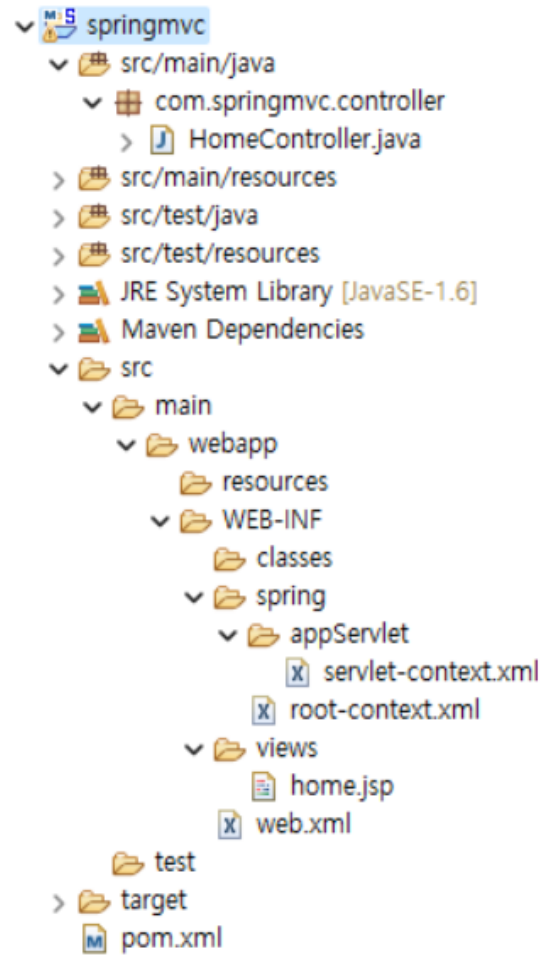 springmvc
src/main/java
com.springmvc.controller
HomeController.java
src/main/resources
src/test/java
src/test/resources
JRE System Library [JavaSE-1.6]
Maven Dependencies
src
main
webapp
resources
WEB-INF
classes
spring
appServlet
servlet-context.xml
root-context.xml
views
home.jsp
web.xml
test
target
pom.xml